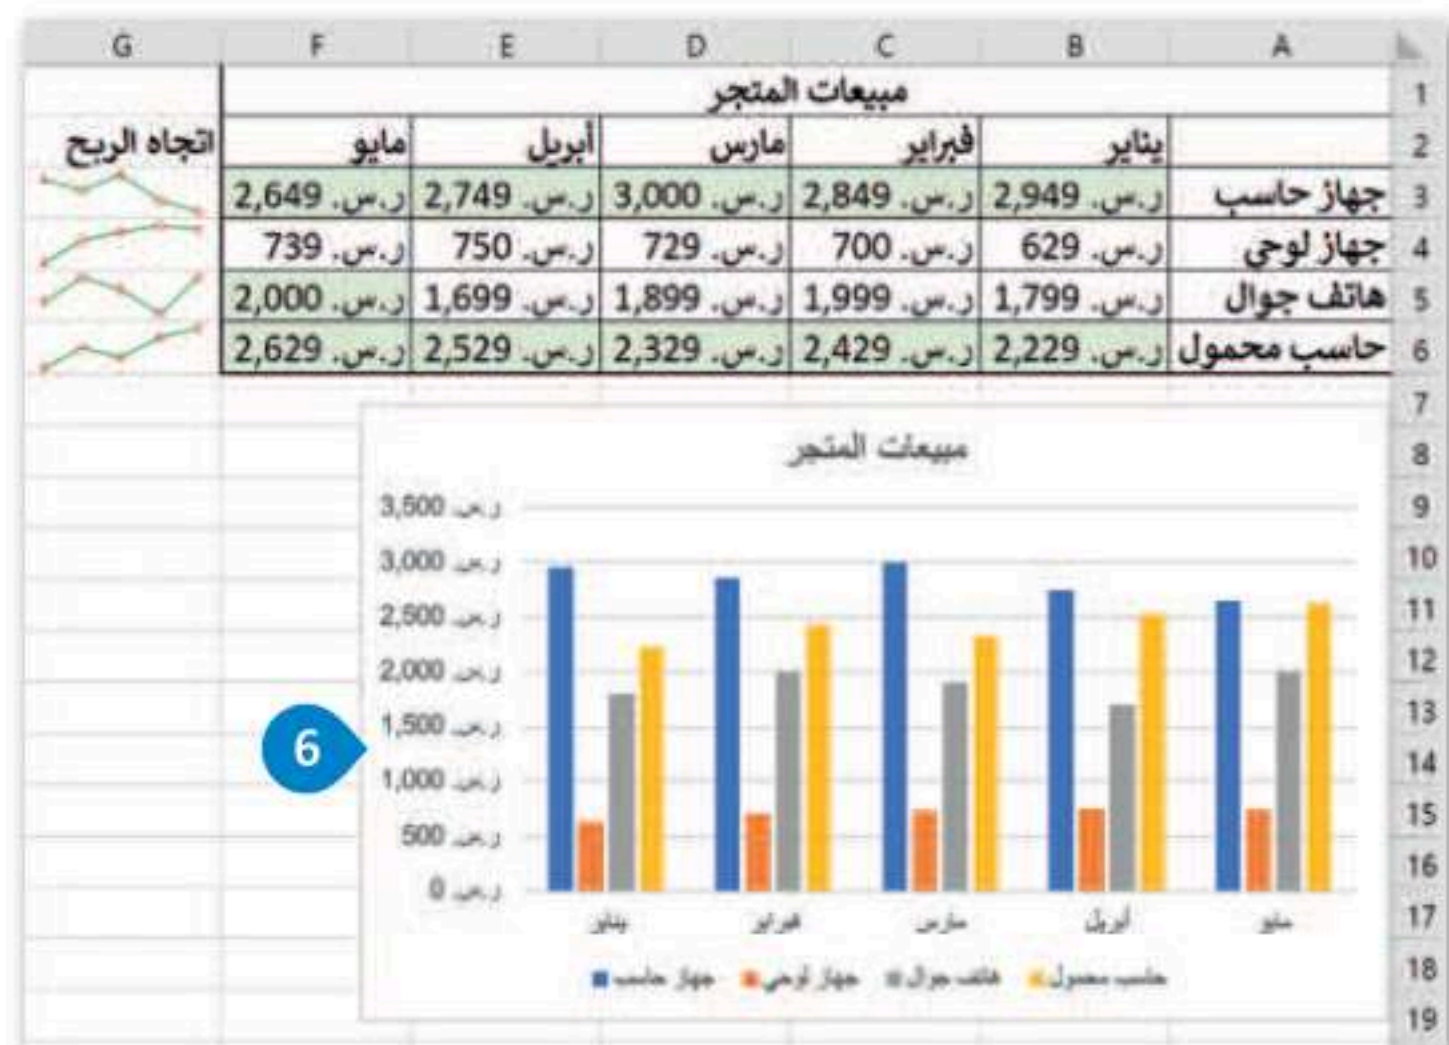 A B C D E F G
1 مبيعات المتجر
2 يناير فبراير مارس أبريل مايو اتجاه الربح
3 جهاز حاسب ر.س. 2,949 ر.س. 2,849 ر.س. 3,000 ر.س. 2,749 ر.س. 2,649
4 جهاز لوحي ر.س. 629 ر.س. 700 ر.س. 729 ر.س. 750 ر.س. 739
5 هاتف جوال ر.س. 1,799 ر.س. 1,999 ر.س. 1,899 ر.س. 1,699 ر.س. 2,000
6 حاسب محمول ر.س. 2,229 ر.س. 2,429 ر.س. 2,329 ر.س. 2,529 ر.س. 2,629
7
8
9
10
11
12
13
14
15
16
17
18
19
مبيعات المتجر
ر.س. 3,500
ر.س. 3,000
ر.س. 2,500
ر.س. 2,000
ر.س. 1,500
ر.س. 1,000
ر.س. 500
ر.س. 0
يناير فبراير مارس أبريل مايو
جهاز حاسب جهاز لوحي هاتف جوال حاسب محمول
6